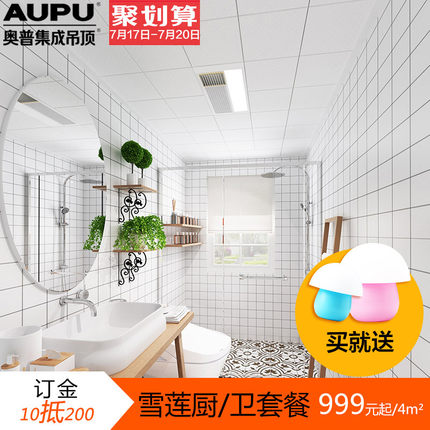 AUPU®
奥普集成吊顶
聚划算
7月17日-7月20日
买就送
订金
10抵200
雪莲厨/卫套餐 999元起/4m²